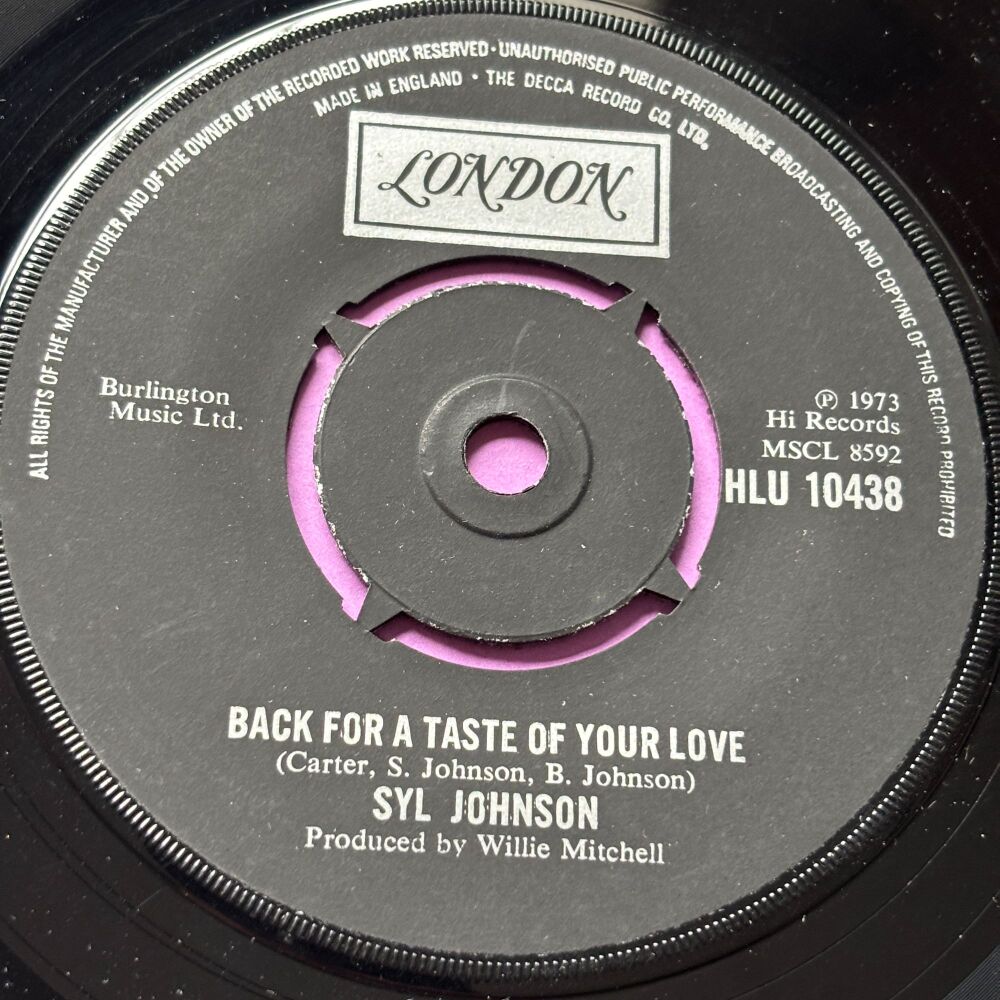 ALL RIGHTS OF THE MANUFACTURER AND OF THE OWNER OF THE RECORDED WORK RESERVED · UNAUTHORISED PUBLIC PERFORMANCE BROADCASTING AND COPYING OF THIS RECORD PROHIBITED
MADE IN ENGLAND · THE DECCA RECORD CO. LTD.
LONDON
Burlington
Music Ltd.
℗ 1973
Hi Records
MSCL 8592
HLU 10438
BACK FOR A TASTE OF YOUR LOVE
(Carter, S. Johnson, B. Johnson)
SYL JOHNSON
Produced by Willie Mitchell